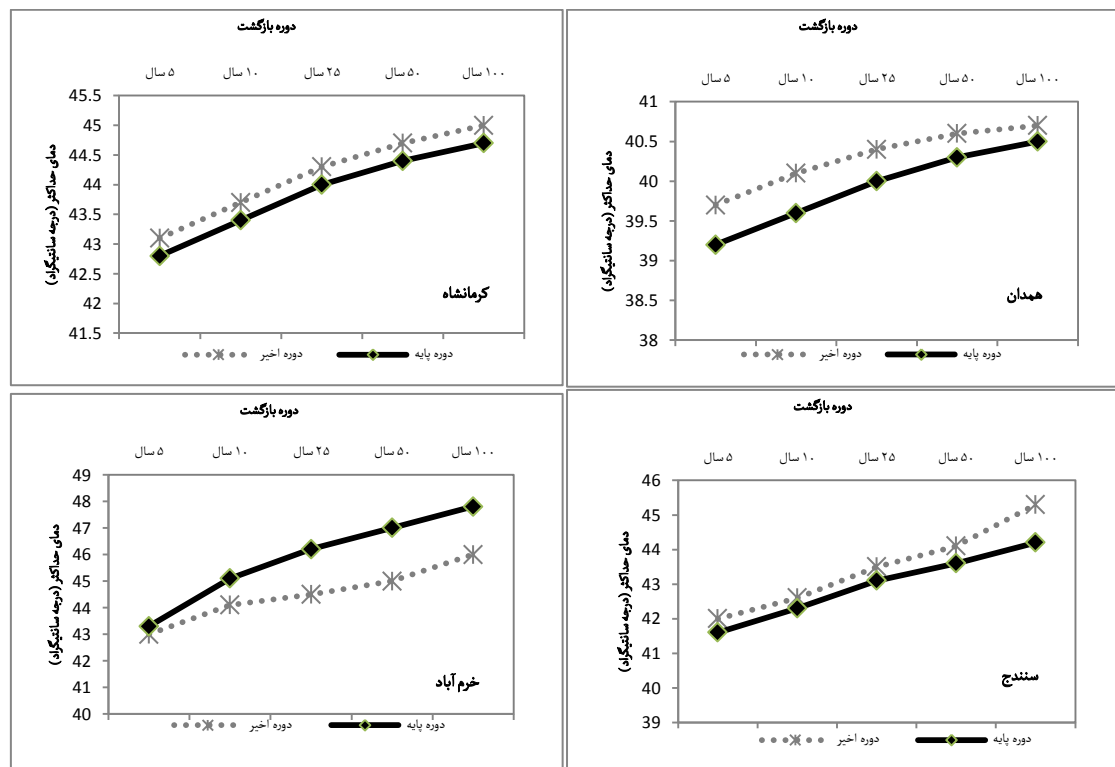 دوره بازگشت
۵ سال ۱۰ سال ۲۵ سال ۵۰ سال ۱۰۰ سال
دمای حداکثر (درجه سانتیگراد)
45.5
45
44.5
44
43.5
43
42.5
42
41.5
کرمانشاه
دوره اخیر دوره پایه
دوره بازگشت
۵ سال ۱۰ سال ۲۵ سال ۵۰ سال ۱۰۰ سال
دمای حداکثر (درجه سانتیگراد)
41
40.5
40
39.5
39
38.5
38
همدان
دوره اخیر دوره پایه
دوره بازگشت
۵ سال ۱۰ سال ۲۵ سال ۵۰ سال ۱۰۰ سال
دمای حداکثر (درجه سانتیگراد)
49
48
47
46
45
44
43
42
41
40
خرم آباد
دوره اخیر دوره پایه
دوره بازگشت
۵ سال ۱۰ سال ۲۵ سال ۵۰ سال ۱۰۰ سال
دمای حداکثر (درجه سانتیگراد)
46
45
44
43
42
41
40
39
سنندج
دوره اخیر دوره پایه